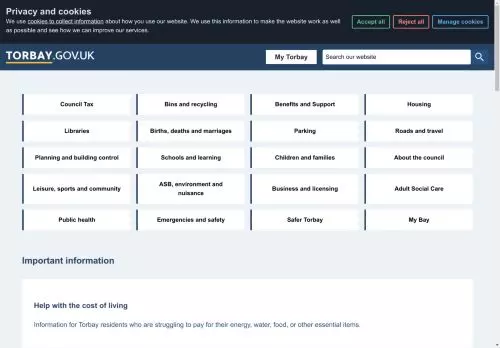 Privacy and cookies
We use cookies to collect information about how you use our website. We use this information to make the website work as well
as possible and see how we can improve our services.
Accept all
Reject all
Manage cookies
TORBAY.GOV.UK
My Torbay
Search our website
Council Tax
Bins and recycling
Benefits and Support
Housing
Libraries
Births, deaths and marriages
Parking
Roads and travel
Planning and building control
Schools and learning
Children and families
About the council
Leisure, sports and community
ASB, environment and
nuisance
Business and licensing
Adult Social Care
Public health
Emergencies and safety
Safer Torbay
My Bay
Important information
Help with the cost of living
Information for Torbay residents who are struggling to pay for their energy, water, food, or other essential items.